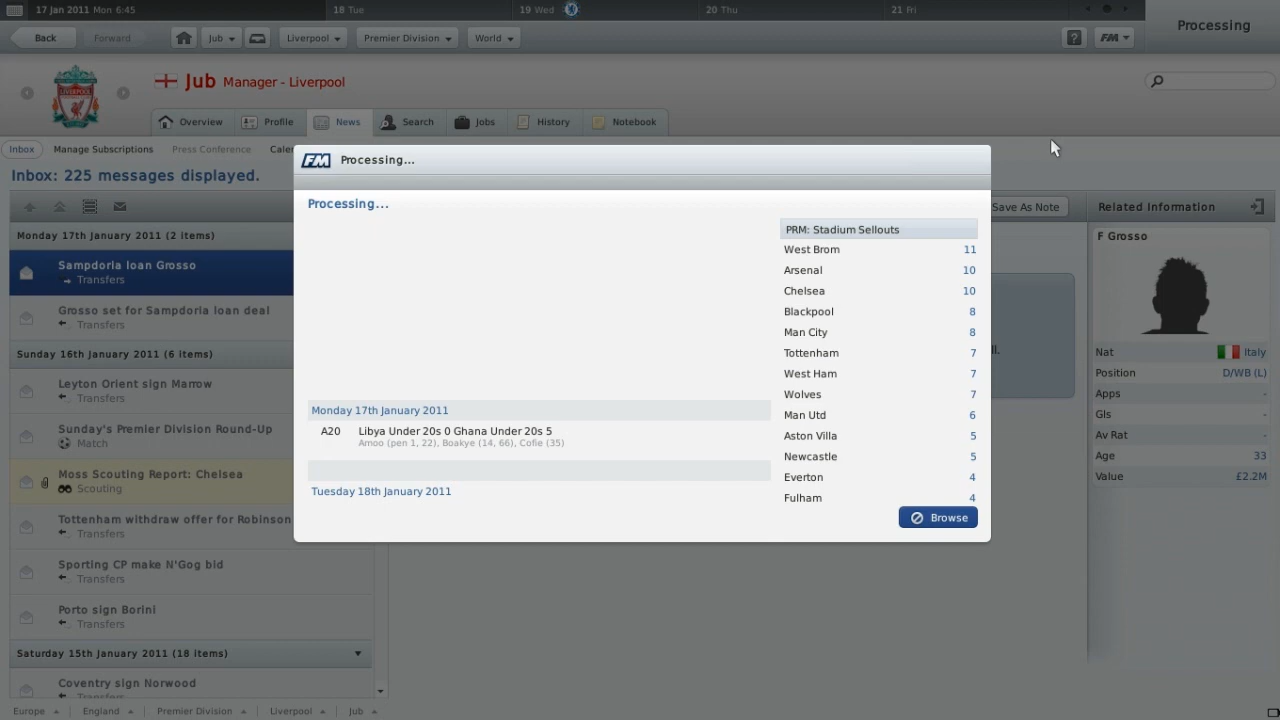 17 Jan 2011 Mon 6:45
18 Tue
19 Wed
20 Thu
21 Fri
Processing
Back
Forward
Jub
Liverpool
Premier Division
World
?
FM
Jub Manager - Liverpool
Overview
Profile
News
Search
Jobs
History
Notebook
Inbox
Manage Subscriptions
Press Conference
Inbox: 225 messages displayed.
Save As Note
Related Information
Monday 17th January 2011 (2 items)
Sampdoria loan Grosso
Transfers
Grosso set for Sampdoria loan deal
Transfers
Sunday 16th January 2011 (6 items)
Leyton Orient sign Marrow
Transfers
Sunday's Premier Division Round-Up
Match
Moss Scouting Report: Chelsea
Scouting
Tottenham withdraw offer for Robinson
Transfers
Sporting CP make N'Gog bid
Transfers
Porto sign Borini
Transfers
Saturday 15th January 2011 (18 items)
Coventry sign Norwood
Transfers
FM Processing...
Processing...
Monday 17th January 2011
A20 Libya Under 20s 0 Ghana Under 20s 5
Amoo (pen 1, 22), Boakye (14, 66), Cofie (35)
Tuesday 18th January 2011
PRM: Stadium Sellouts
West Brom 11
Arsenal 10
Chelsea 10
Blackpool 8
Man City 8
Tottenham 7
West Ham 7
Wolves 7
Man Utd 6
Aston Villa 5
Newcastle 5
Everton 4
Fulham 4
Browse
F Grosso
Nat Italy
Position D/WB (L)
Apps -
Gls -
Av Rat -
Age 33
Value £2.2M
Europe
England
Premier Division
Liverpool
Jub